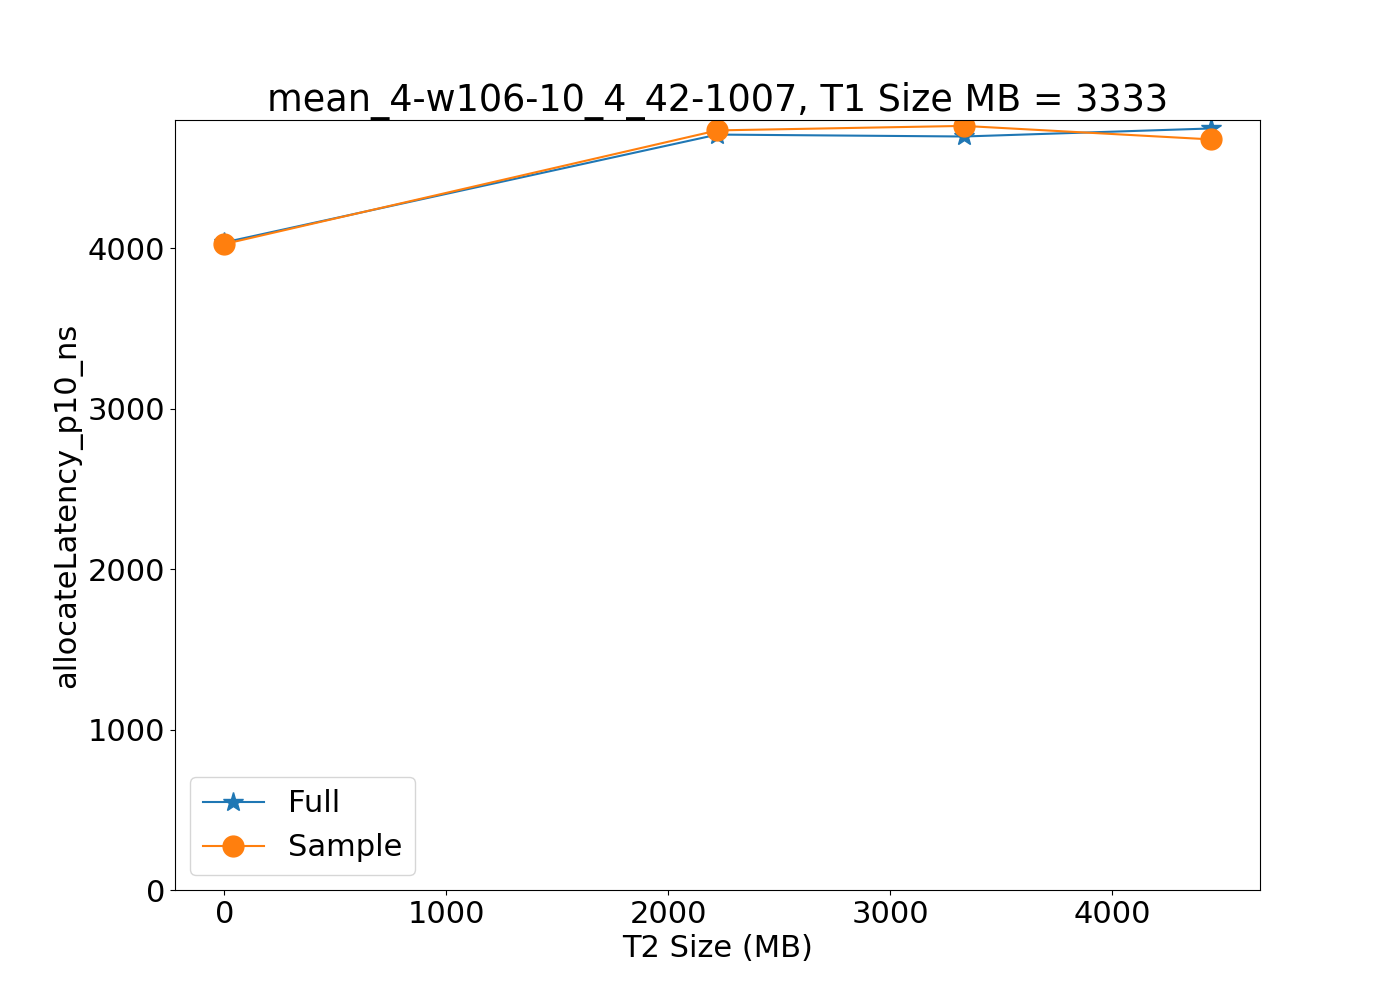 mean_4-w106-10_4_42-1007, T1 Size MB = 3333
allocateLatency_p10_ns
4000
3000
2000
1000
0
Full
Sample
0 1000 2000 3000 4000
T2 Size (MB)